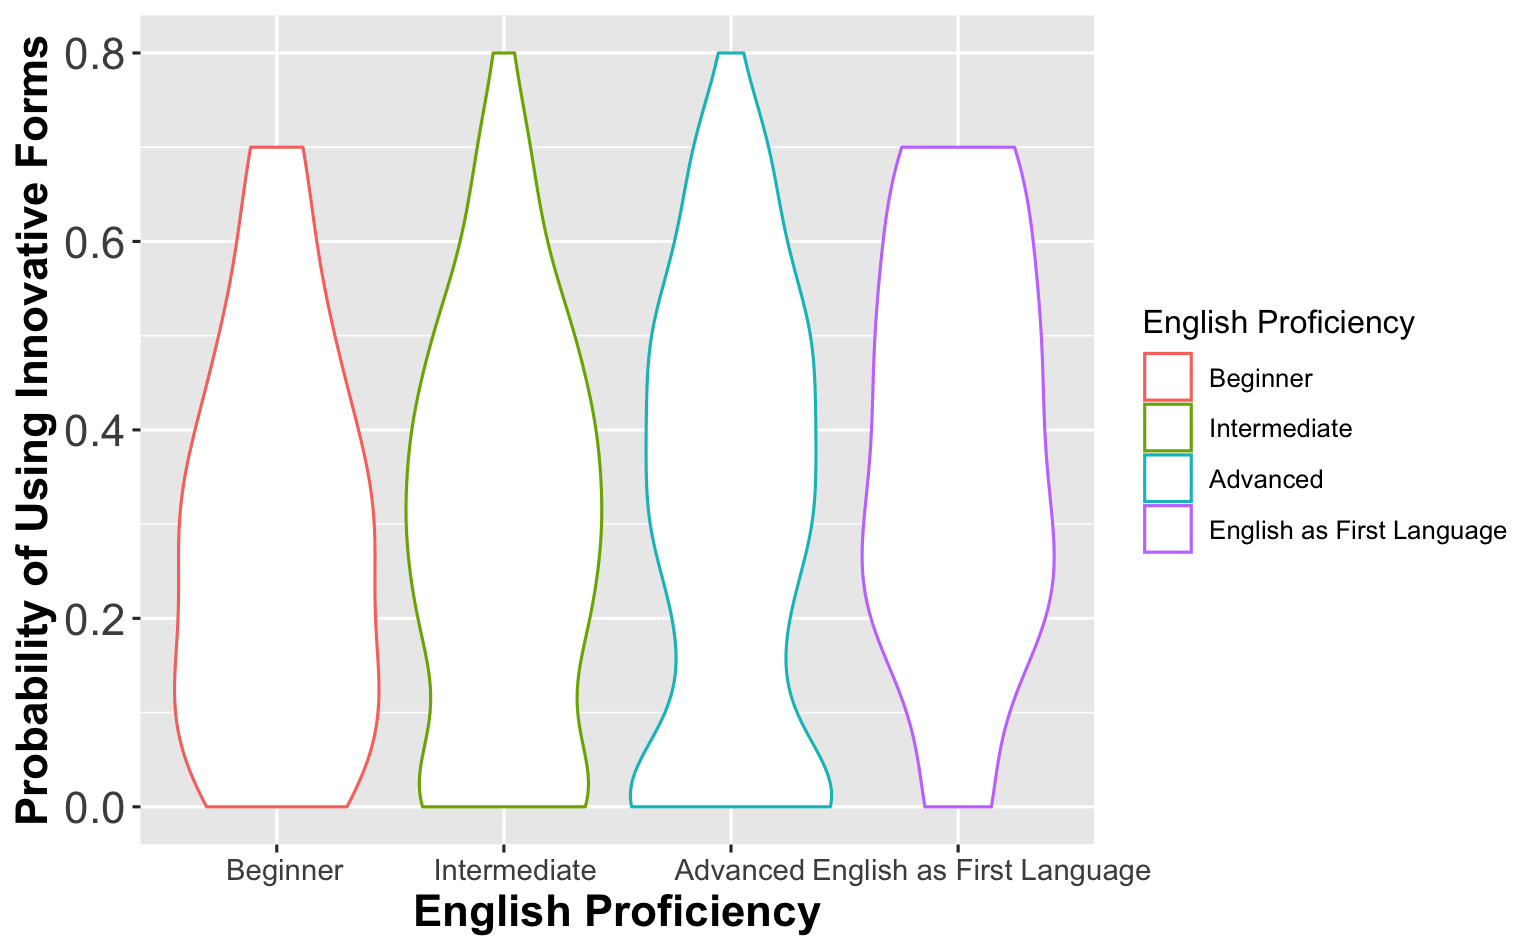 Probability of Using Innovative Forms
0.8
0.6
0.4
0.2
0.0
Beginner
Intermediate
Advanced
English as First Language
English Proficiency
English Proficiency
Beginner
Intermediate
Advanced
English as First Language